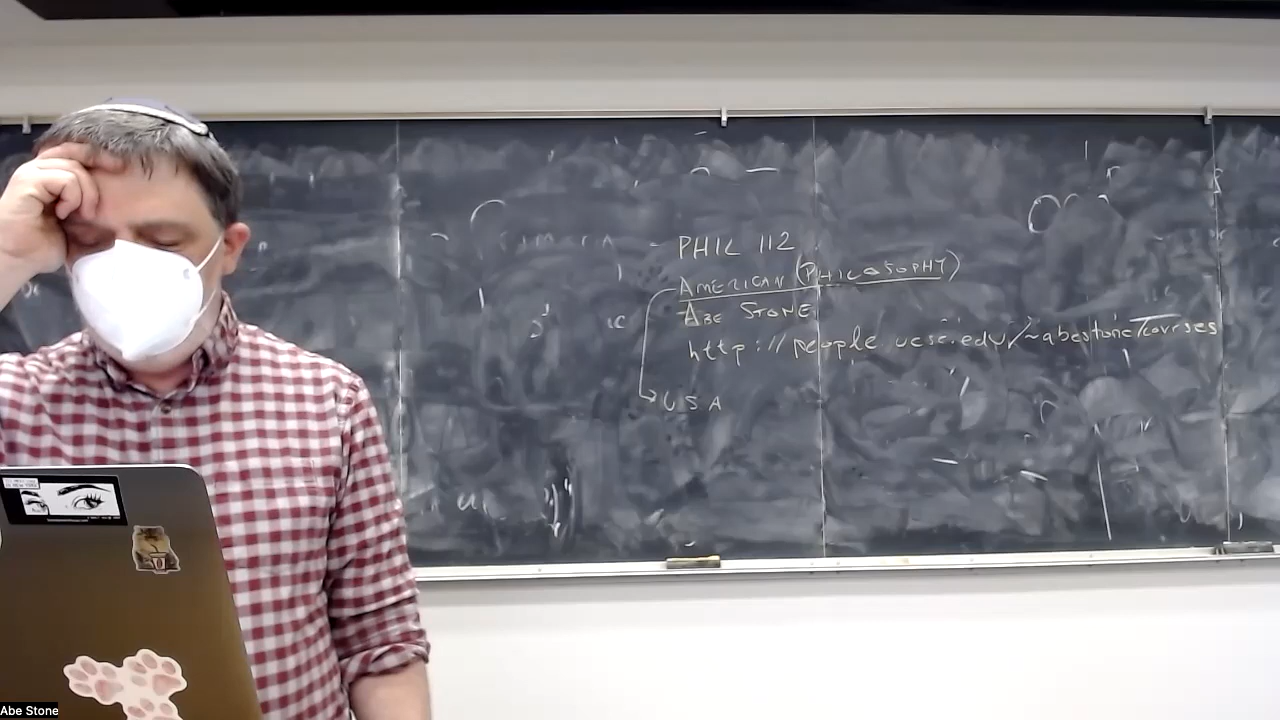 PHIL 112
AMERICAN (PHILOSOPHY)
ABE STONE
http://people.ucsc.edu/~abestone/courses
USA
Abe Stone